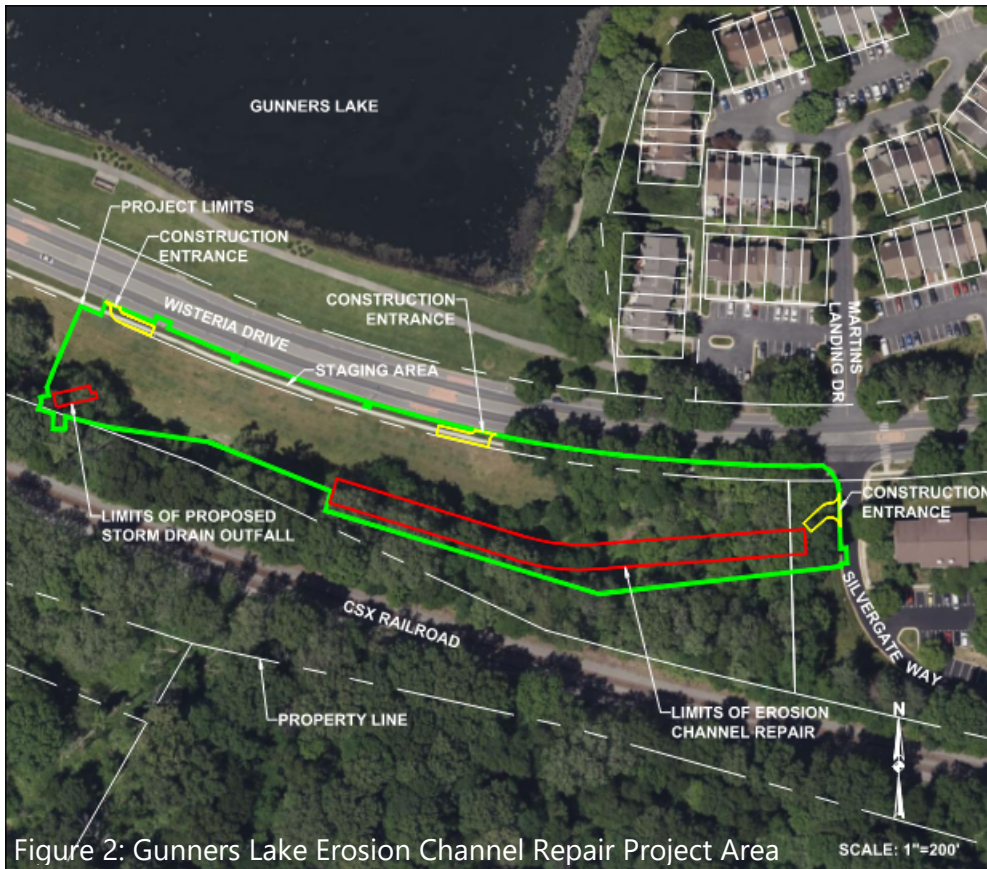 GUNNERS LAKE
PROJECT LIMITS
CONSTRUCTION
ENTRANCE
WISTERIA DRIVE
CONSTRUCTION
ENTRANCE
STAGING AREA
MARTINS
LANDING DR
LIMITS OF PROPOSED
STORM DRAIN OUTFALL
CONSTRUCTION
ENTRANCE
CSX RAILROAD
SILVERGATE WAY
PROPERTY LINE
LIMITS OF EROSION
CHANNEL REPAIR
N
Figure 2: Gunners Lake Erosion Channel Repair Project Area
SCALE: 1"=200'